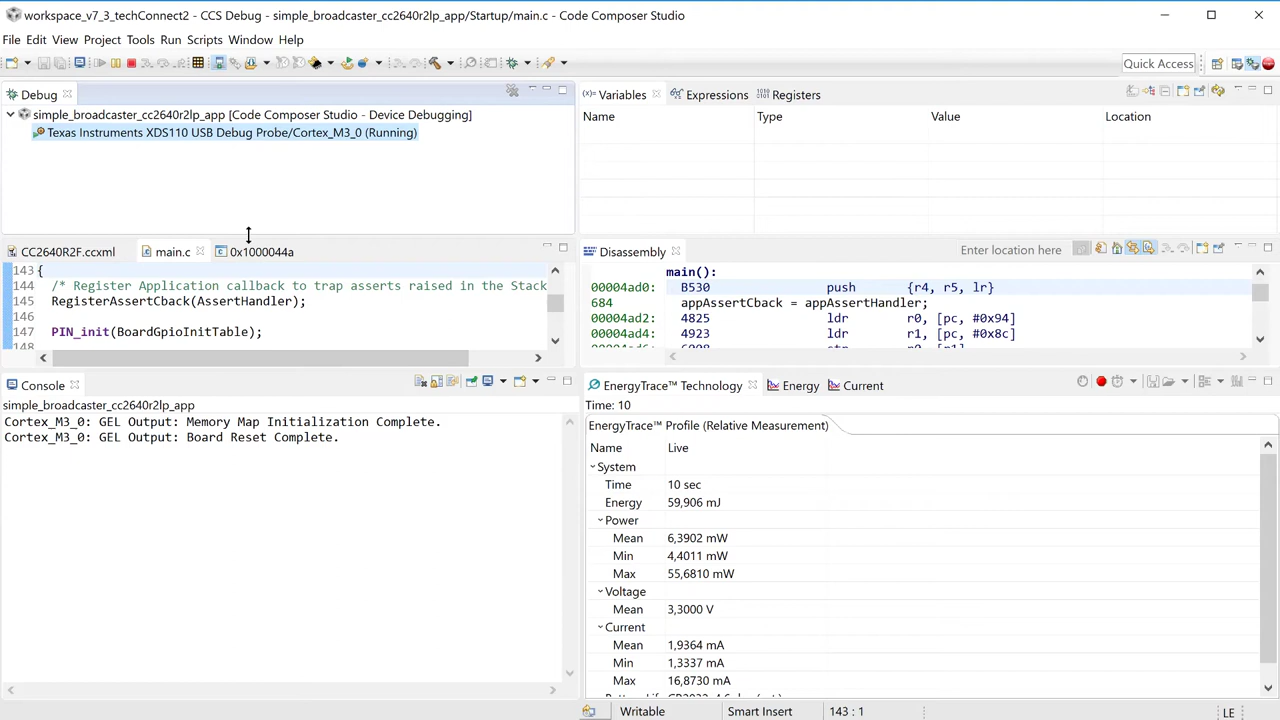 workspace_v7_3_techConnect2 - CCS Debug - simple_broadcaster_cc2640r2lp_app/Startup/main.c - Code Composer Studio
File Edit View Project Tools Run Scripts Window Help
Quick Access
Debug
simple_broadcaster_cc2640r2lp_app [Code Composer Studio - Device Debugging]
Texas Instruments XDS110 USB Debug Probe/Cortex_M3_0 (Running)
(x)= Variables Expressions Registers
Name Type Value Location
CC2640R2F.ccxml main.c 0x1000044a
143 {
144 /* Register Application callback to trap asserts raised in the Stack
145 RegisterAssertCback(AssertHandler);
146
147 PIN_init(BoardGpioInitTable);
148
Disassembly Enter location here
main():
00004ad0: B530 push {r4, r5, lr}
684 appAssertCback = appAssertHandler;
00004ad2: 4825 ldr r0, [pc, #0x94]
00004ad4: 4923 ldr r1, [pc, #0x8c]
00004ad6: 6008 str r0, [r1]
Console
simple_broadcaster_cc2640r2lp_app
Cortex_M3_0: GEL Output: Memory Map Initialization Complete.
Cortex_M3_0: GEL Output: Board Reset Complete.
EnergyTrace™ Technology Energy Current
Time: 10
EnergyTrace™ Profile (Relative Measurement)
Name Live
System
Time 10 sec
Energy 59,906 mJ
Power
Mean 6,3902 mW
Min 4,4011 mW
Max 55,6810 mW
Voltage
Mean 3,3000 V
Current
Mean 1,9364 mA
Min 1,3337 mA
Max 16,8730 mA
Writable Smart Insert 143 : 1 LE